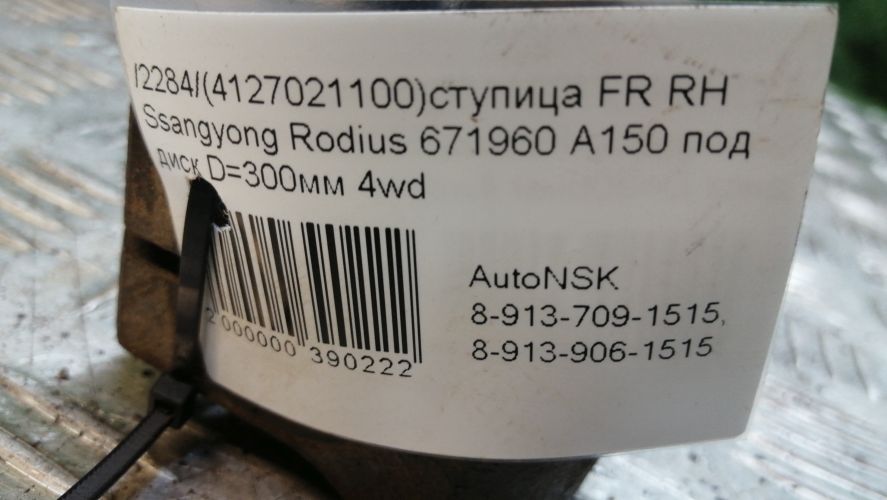 /2284/(4127021100)ступица FR RH
Ssangyong Rodius 671960 A150 под
диск D=300мм 4wd
AutoNSK
8-913-709-1515,
8-913-906-1515
2 000000 390222